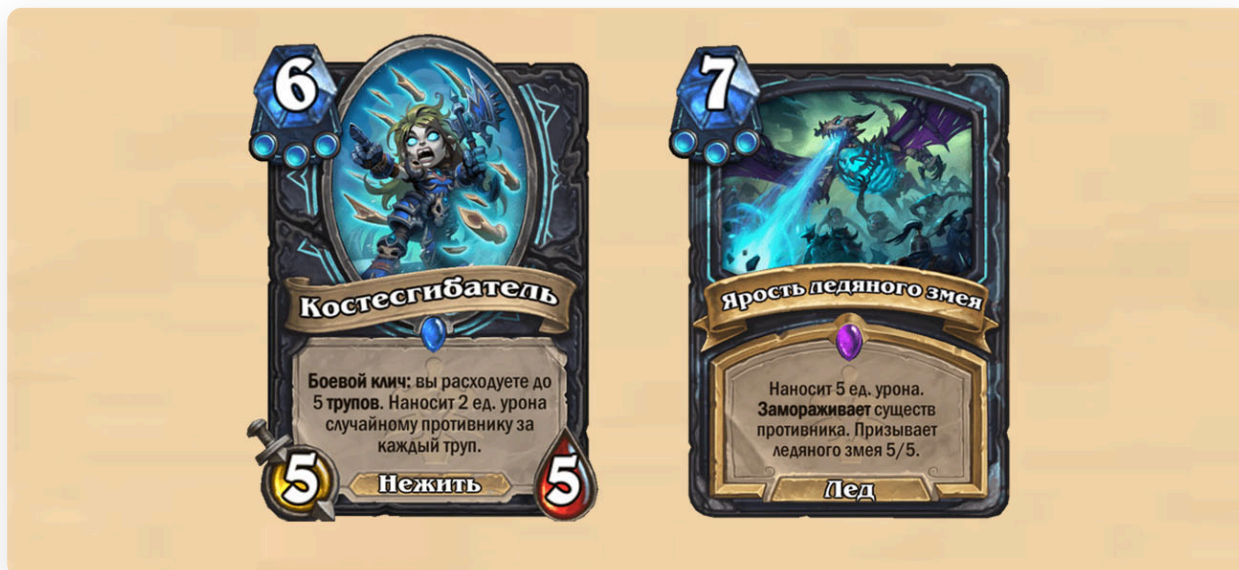 6
Костесгибатель
Боевой клич: вы расходуете до
5 трупов. Наносит 2 ед. урона
случайному противнику за
каждый труп.
5
Нежить
5
7
Ярость ледяного змея
Наносит 5 ед. урона.
Замораживает существ
противника. Призывает
ледяного змея 5/5.
Лед